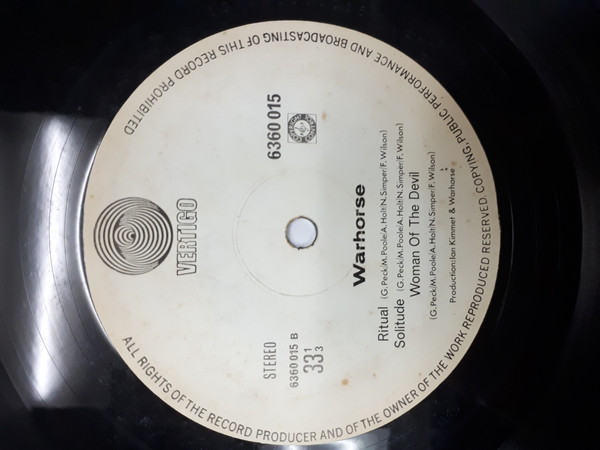 VERTIGO
STEREO
6360 015 B
33 1/3
6360 015
Warhorse
Ritual (G.Peck/M.Poole/A.Holt/N.Simper/F.Wilson)
Solitude (G.Peck/M.Poole/A.Holt/N.Simper/F.Wilson)
Woman Of The Devil
(G.Peck/M.Poole/A.Holt/N.Simper/F.Wilson)
Production: Ian Kimmet & Warhorse
ALL RIGHTS OF THE RECORD PRODUCER AND OF THE OWNER OF THE WORK REPRODUCED RESERVED. COPYING, PUBLIC PERFORMANCE AND BROADCASTING OF THIS RECORD PROHIBITED